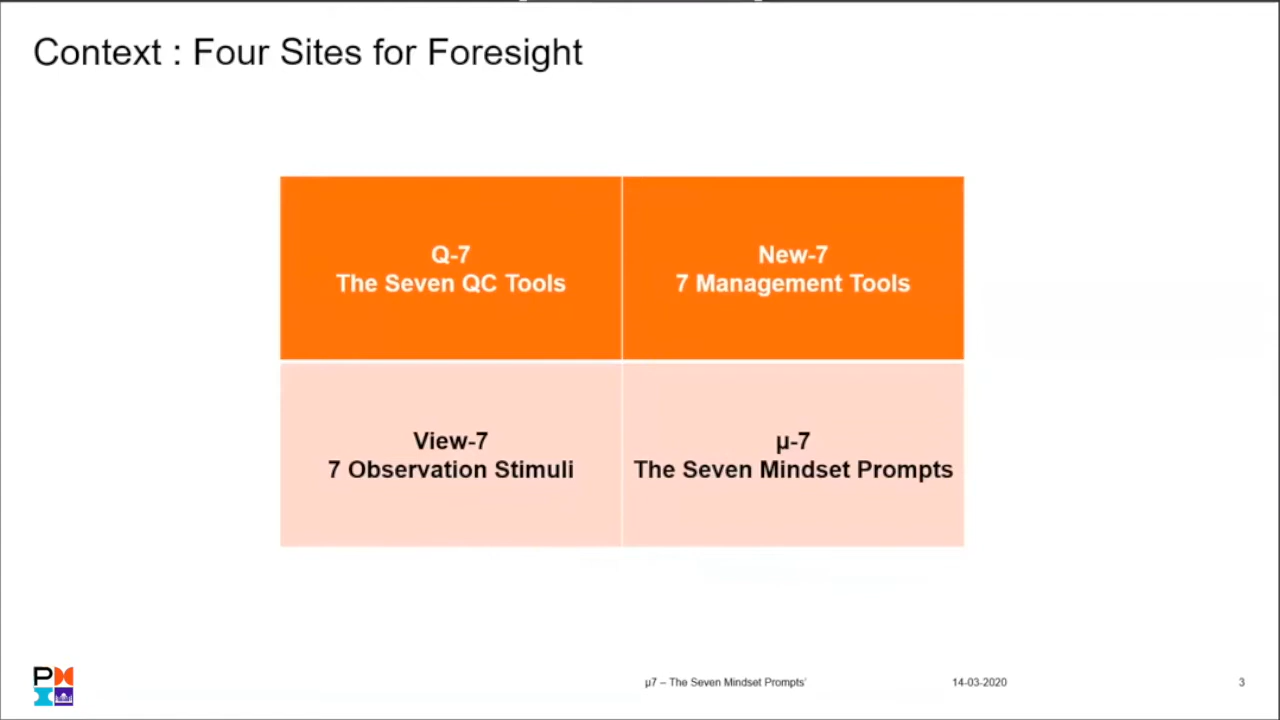 Context : Four Sites for Foresight
Q-7
The Seven QC Tools
New-7
7 Management Tools
View-7
7 Observation Stimuli
µ-7
The Seven Mindset Prompts
µ7 – The Seven Mindset Prompts’
14-03-2020
3